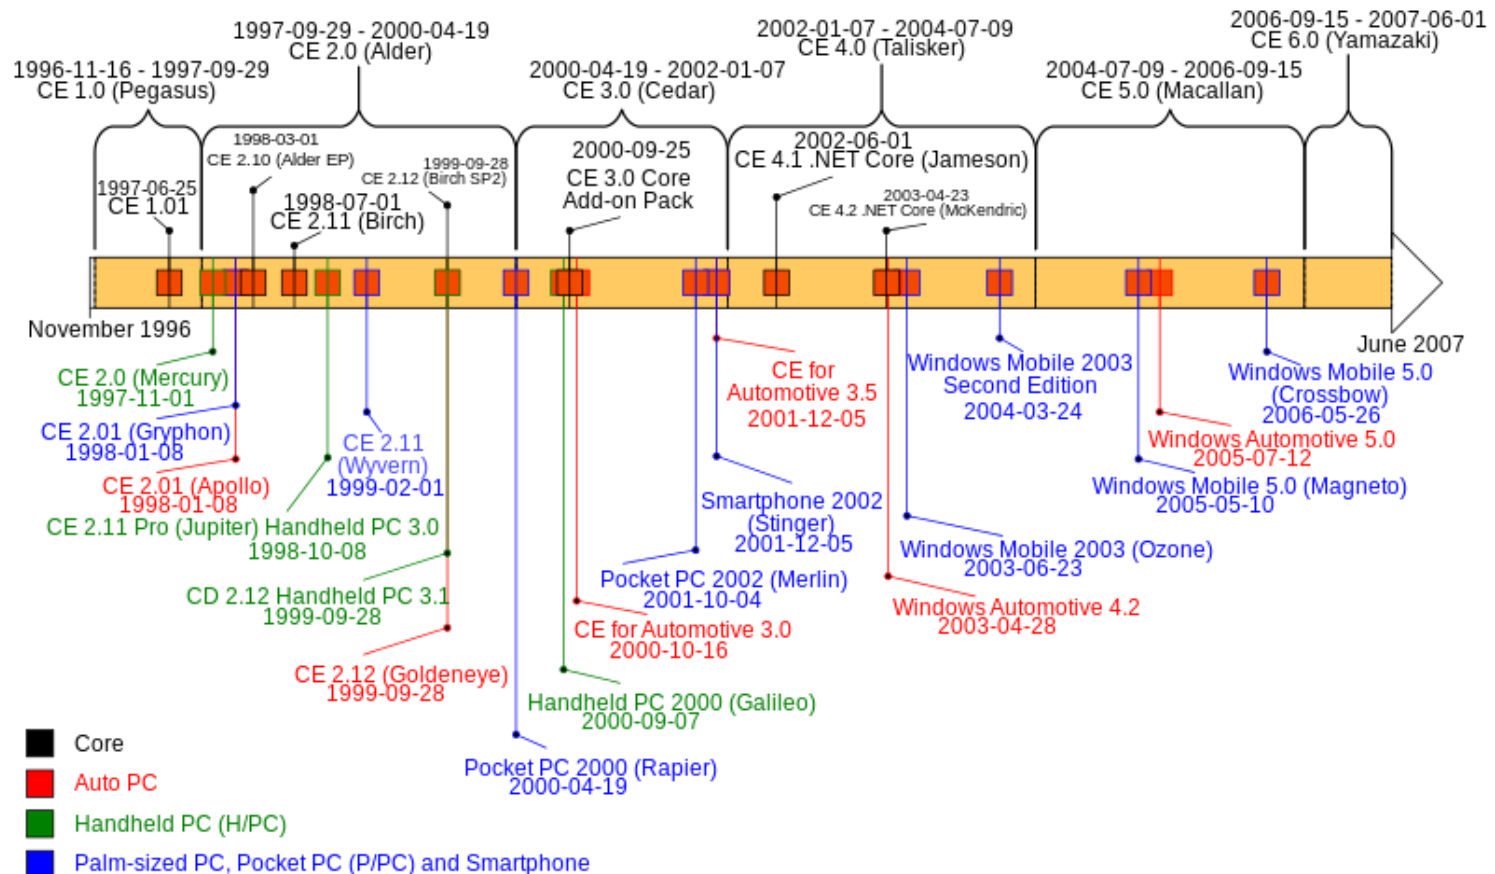 1996-11-16 - 1997-09-29
CE 1.0 (Pegasus)
1997-09-29 - 2000-04-19
CE 2.0 (Alder)
2000-04-19 - 2002-01-07
CE 3.0 (Cedar)
2002-01-07 - 2004-07-09
CE 4.0 (Talisker)
2004-07-09 - 2006-09-15
CE 5.0 (Macallan)
2006-09-15 - 2007-06-01
CE 6.0 (Yamazaki)
1997-06-25
CE 1.01
1998-03-01
CE 2.10 (Alder EP)
1998-07-01
CE 2.11 (Birch)
1999-09-28
CE 2.12 (Birch SP2)
2000-09-25
CE 3.0 Core
Add-on Pack
2002-06-01
CE 4.1 .NET Core (Jameson)
2003-04-23
CE 4.2 .NET Core (McKendric)
November 1996
June 2007
CE 2.0 (Mercury)
1997-11-01
CE 2.01 (Gryphon)
1998-01-08
CE 2.01 (Apollo)
1998-01-08
CE 2.11 Pro (Jupiter) Handheld PC 3.0
1998-10-08
CE 2.11
(Wyvern)
1999-02-01
CD 2.12 Handheld PC 3.1
1999-09-28
CE 2.12 (Goldeneye)
1999-09-28
Pocket PC 2000 (Rapier)
2000-04-19
Handheld PC 2000 (Galileo)
2000-09-07
CE for Automotive 3.0
2000-10-16
Pocket PC 2002 (Merlin)
2001-10-04
CE for
Automotive 3.5
2001-12-05
Smartphone 2002
(Stinger)
2001-12-05
Windows Automotive 4.2
2003-04-28
Windows Mobile 2003 (Ozone)
2003-06-23
Windows Mobile 2003
Second Edition
2004-03-24
Windows Mobile 5.0 (Magneto)
2005-05-10
Windows Automotive 5.0
2005-07-12
Windows Mobile 5.0
(Crossbow)
2006-05-26
Core
Auto PC
Handheld PC (H/PC)
Palm-sized PC, Pocket PC (P/PC) and Smartphone